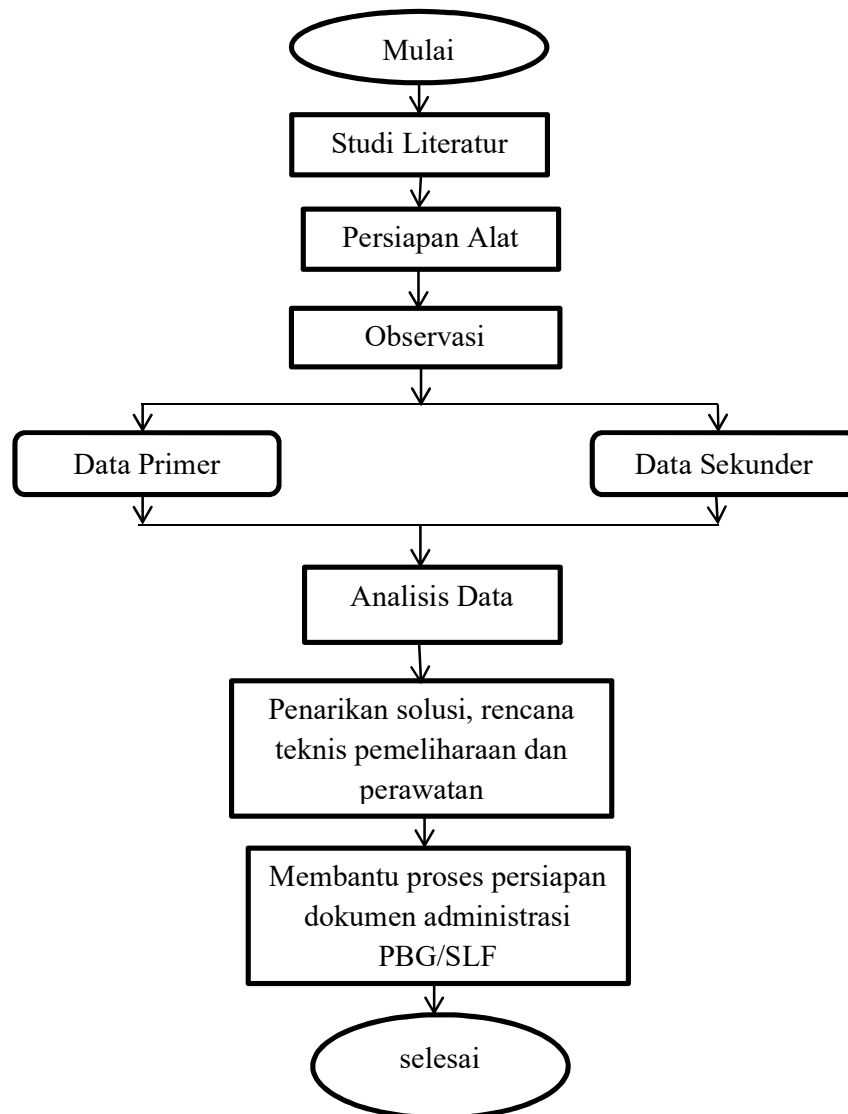 Mulai
Studi Literatur
Persiapan Alat
Observasi
Data Primer
Data Sekunder
Analisis Data
Penarikan solusi, rencana
teknis pemeliharaan dan
perawatan
Membantu proses persiapan
dokumen administrasi
PBG/SLF
selesai